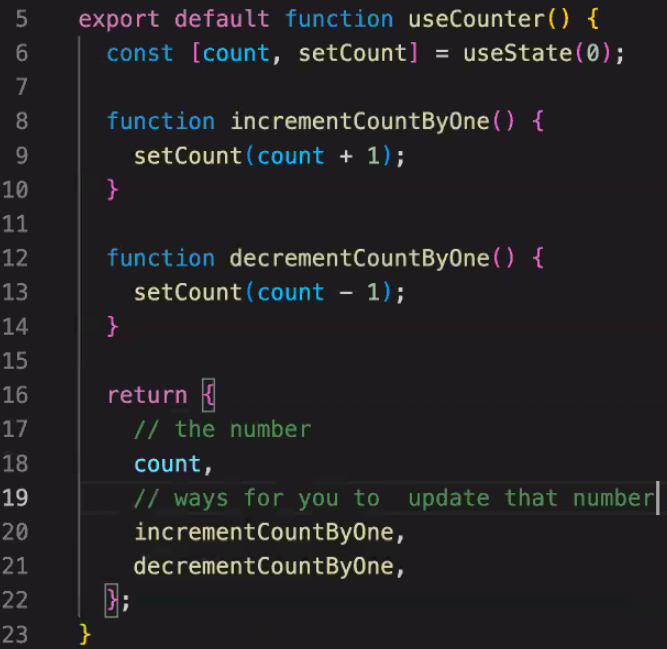 5 export default function useCounter() {
6   const [count, setCount] = useState(0);
7
8   function incrementCountByOne() {
9     setCount(count + 1);
10   }
11
12   function decrementCountByOne() {
13     setCount(count - 1);
14   }
15
16   return {
17     // the number
18     count,
19     // ways for you to  update that number
20     incrementCountByOne,
21     decrementCountByOne,
22   };
23 }